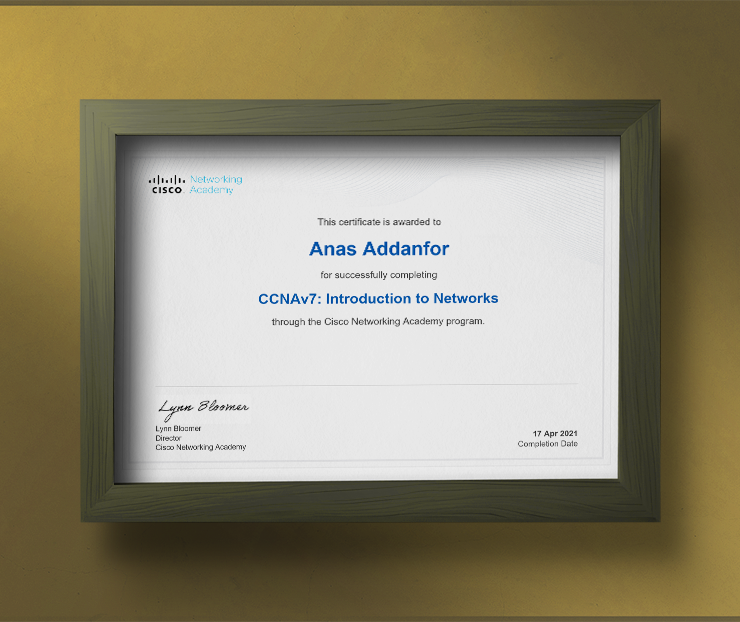 CISCO Networking Academy
This certificate is awarded to
Anas Addanfor
for successfully completing
CCNAv7: Introduction to Networks
through the Cisco Networking Academy program.
Lynn Bloomer
Lynn Bloomer
Director
Cisco Networking Academy
17 Apr 2021
Completion Date